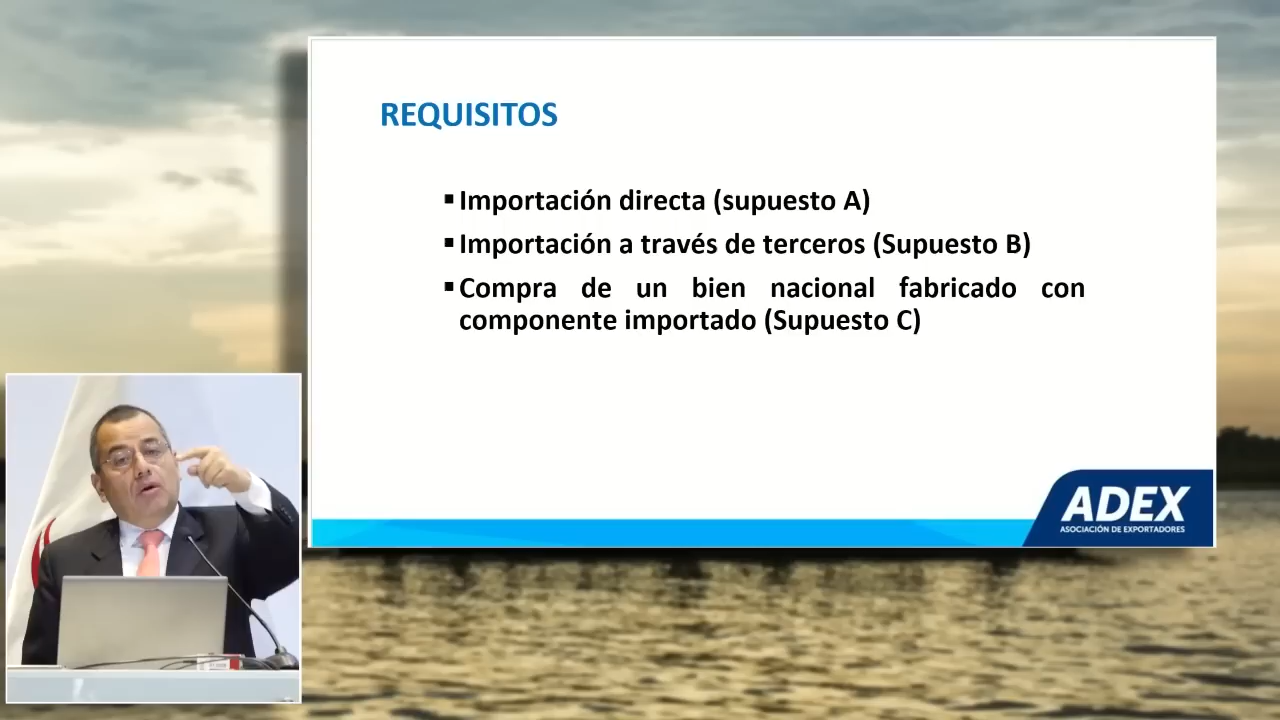 REQUISITOS
▪Importación directa (supuesto A)
▪Importación a través de terceros (Supuesto B)
▪Compra de un bien nacional fabricado con
componente importado (Supuesto C)
ADEX
ASOCIACIÓN DE EXPORTADORES